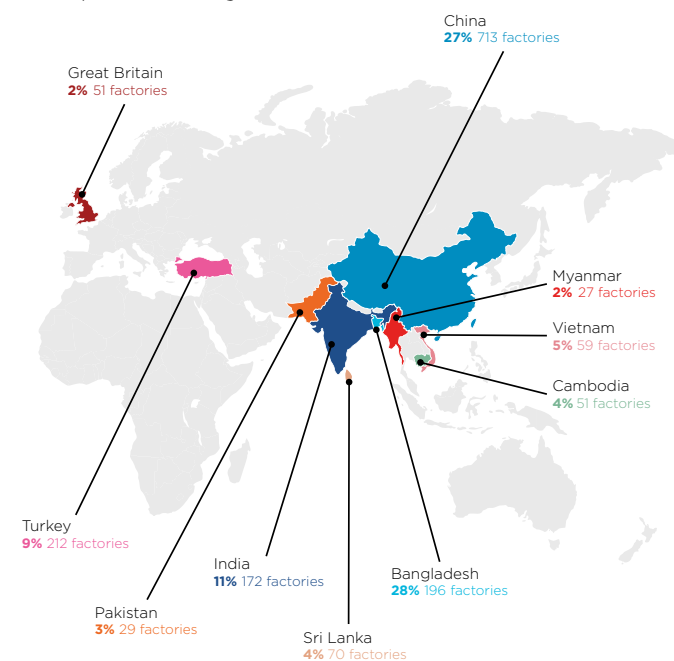 China
27% 713 factories
Great Britain
2% 51 factories
Myanmar
2% 27 factories
Vietnam
5% 59 factories
Cambodia
4% 51 factories
Turkey
9% 212 factories
India
11% 172 factories
Bangladesh
28% 196 factories
Pakistan
3% 29 factories
Sri Lanka
4% 70 factories